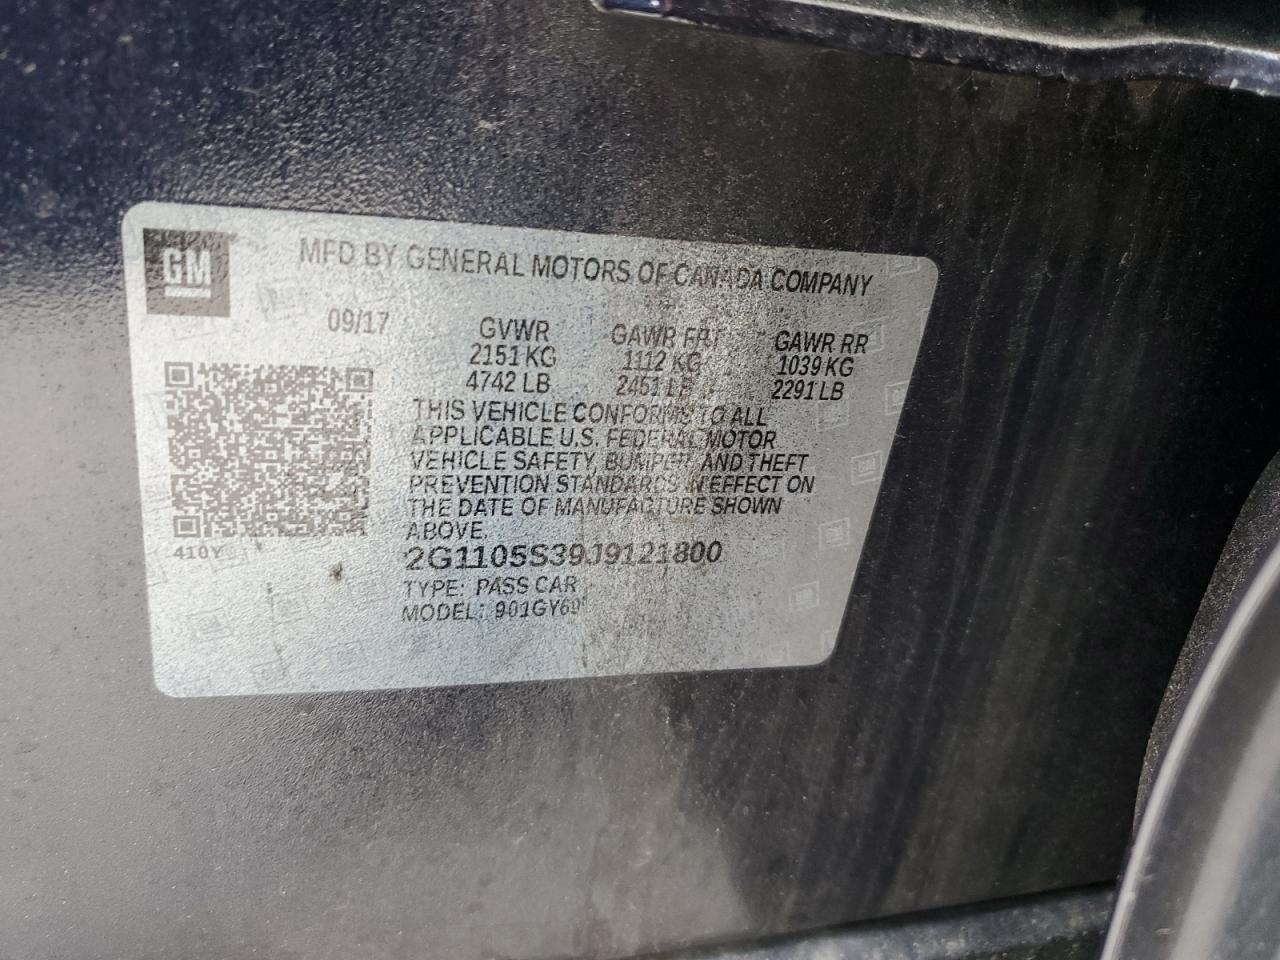 GM
MFD BY GENERAL MOTORS OF CANADA COMPANY
09/17
GVWR GAWR FRT GAWR RR
2151 KG 1112 KG 1039 KG
4742 LB 2451 LB 2291 LB
THIS VEHICLE CONFORMS TO ALL
APPLICABLE U.S. FEDERAL MOTOR
VEHICLE SAFETY, BUMPER, AND THEFT
PREVENTION STANDARDS IN EFFECT ON
THE DATE OF MANUFACTURE SHOWN
ABOVE.
410Y
2G1105S39J9121800
TYPE: PASS CAR
MODEL: 901GY69